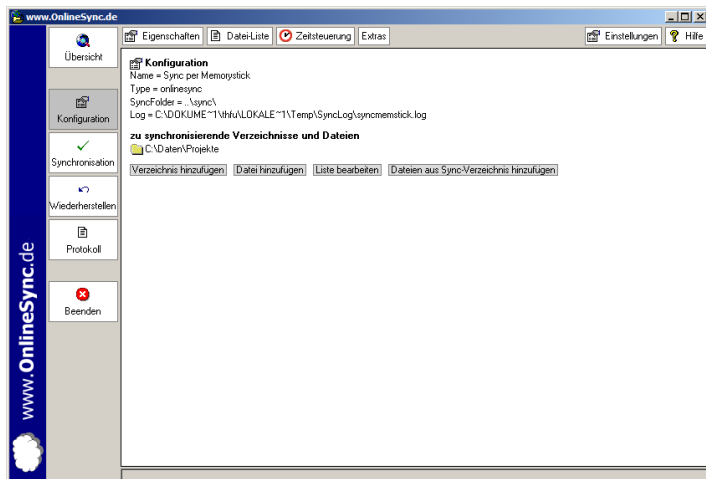 www.OnlineSync.de
Übersicht
Konfiguration
Synchronisation
Wiederherstellen
Protokoll
Beenden
www.OnlineSync.de
Eigenschaften Datei-Liste Zeitsteuerung Extras Einstellungen Hilfe
Konfiguration
Name = Sync per Memorystick
Type = onlinesync
SyncFolder = ..\sync\
Log = C:\DOKUME~1\thfu\LOKALE~1\Temp\SyncLog\syncmemstick.log
zu synchronisierende Verzeichnisse und Dateien
C:\Daten\Projekte
Verzeichnis hinzufügen Datei hinzufügen Liste bearbeiten Dateien aus Sync-Verzeichnis hinzufügen